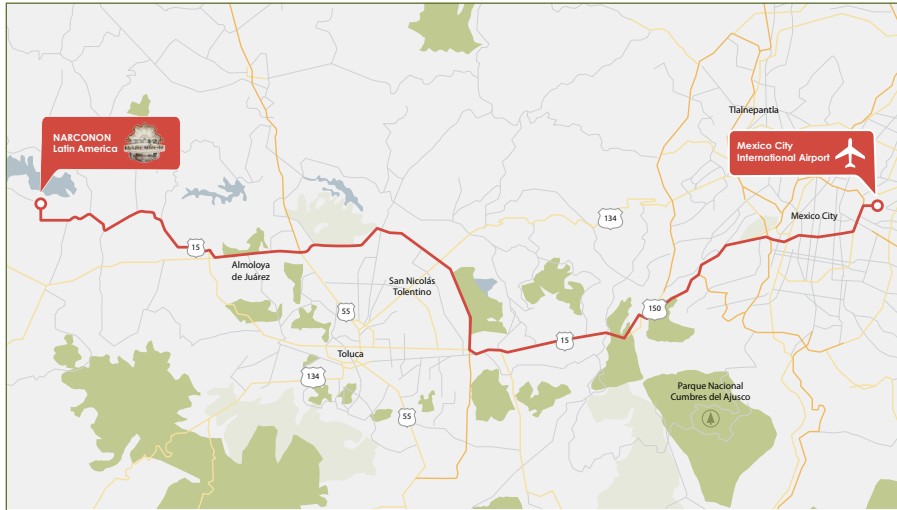 Tlalnepantla
NARCONON
Latin America
Mexico City
International Airport
134
Mexico City
15
Almoloya
de Juárez
San Nicolás
Tolentino
55
150
15
Toluca
134
Parque Nacional
Cumbres del Ajusco
55